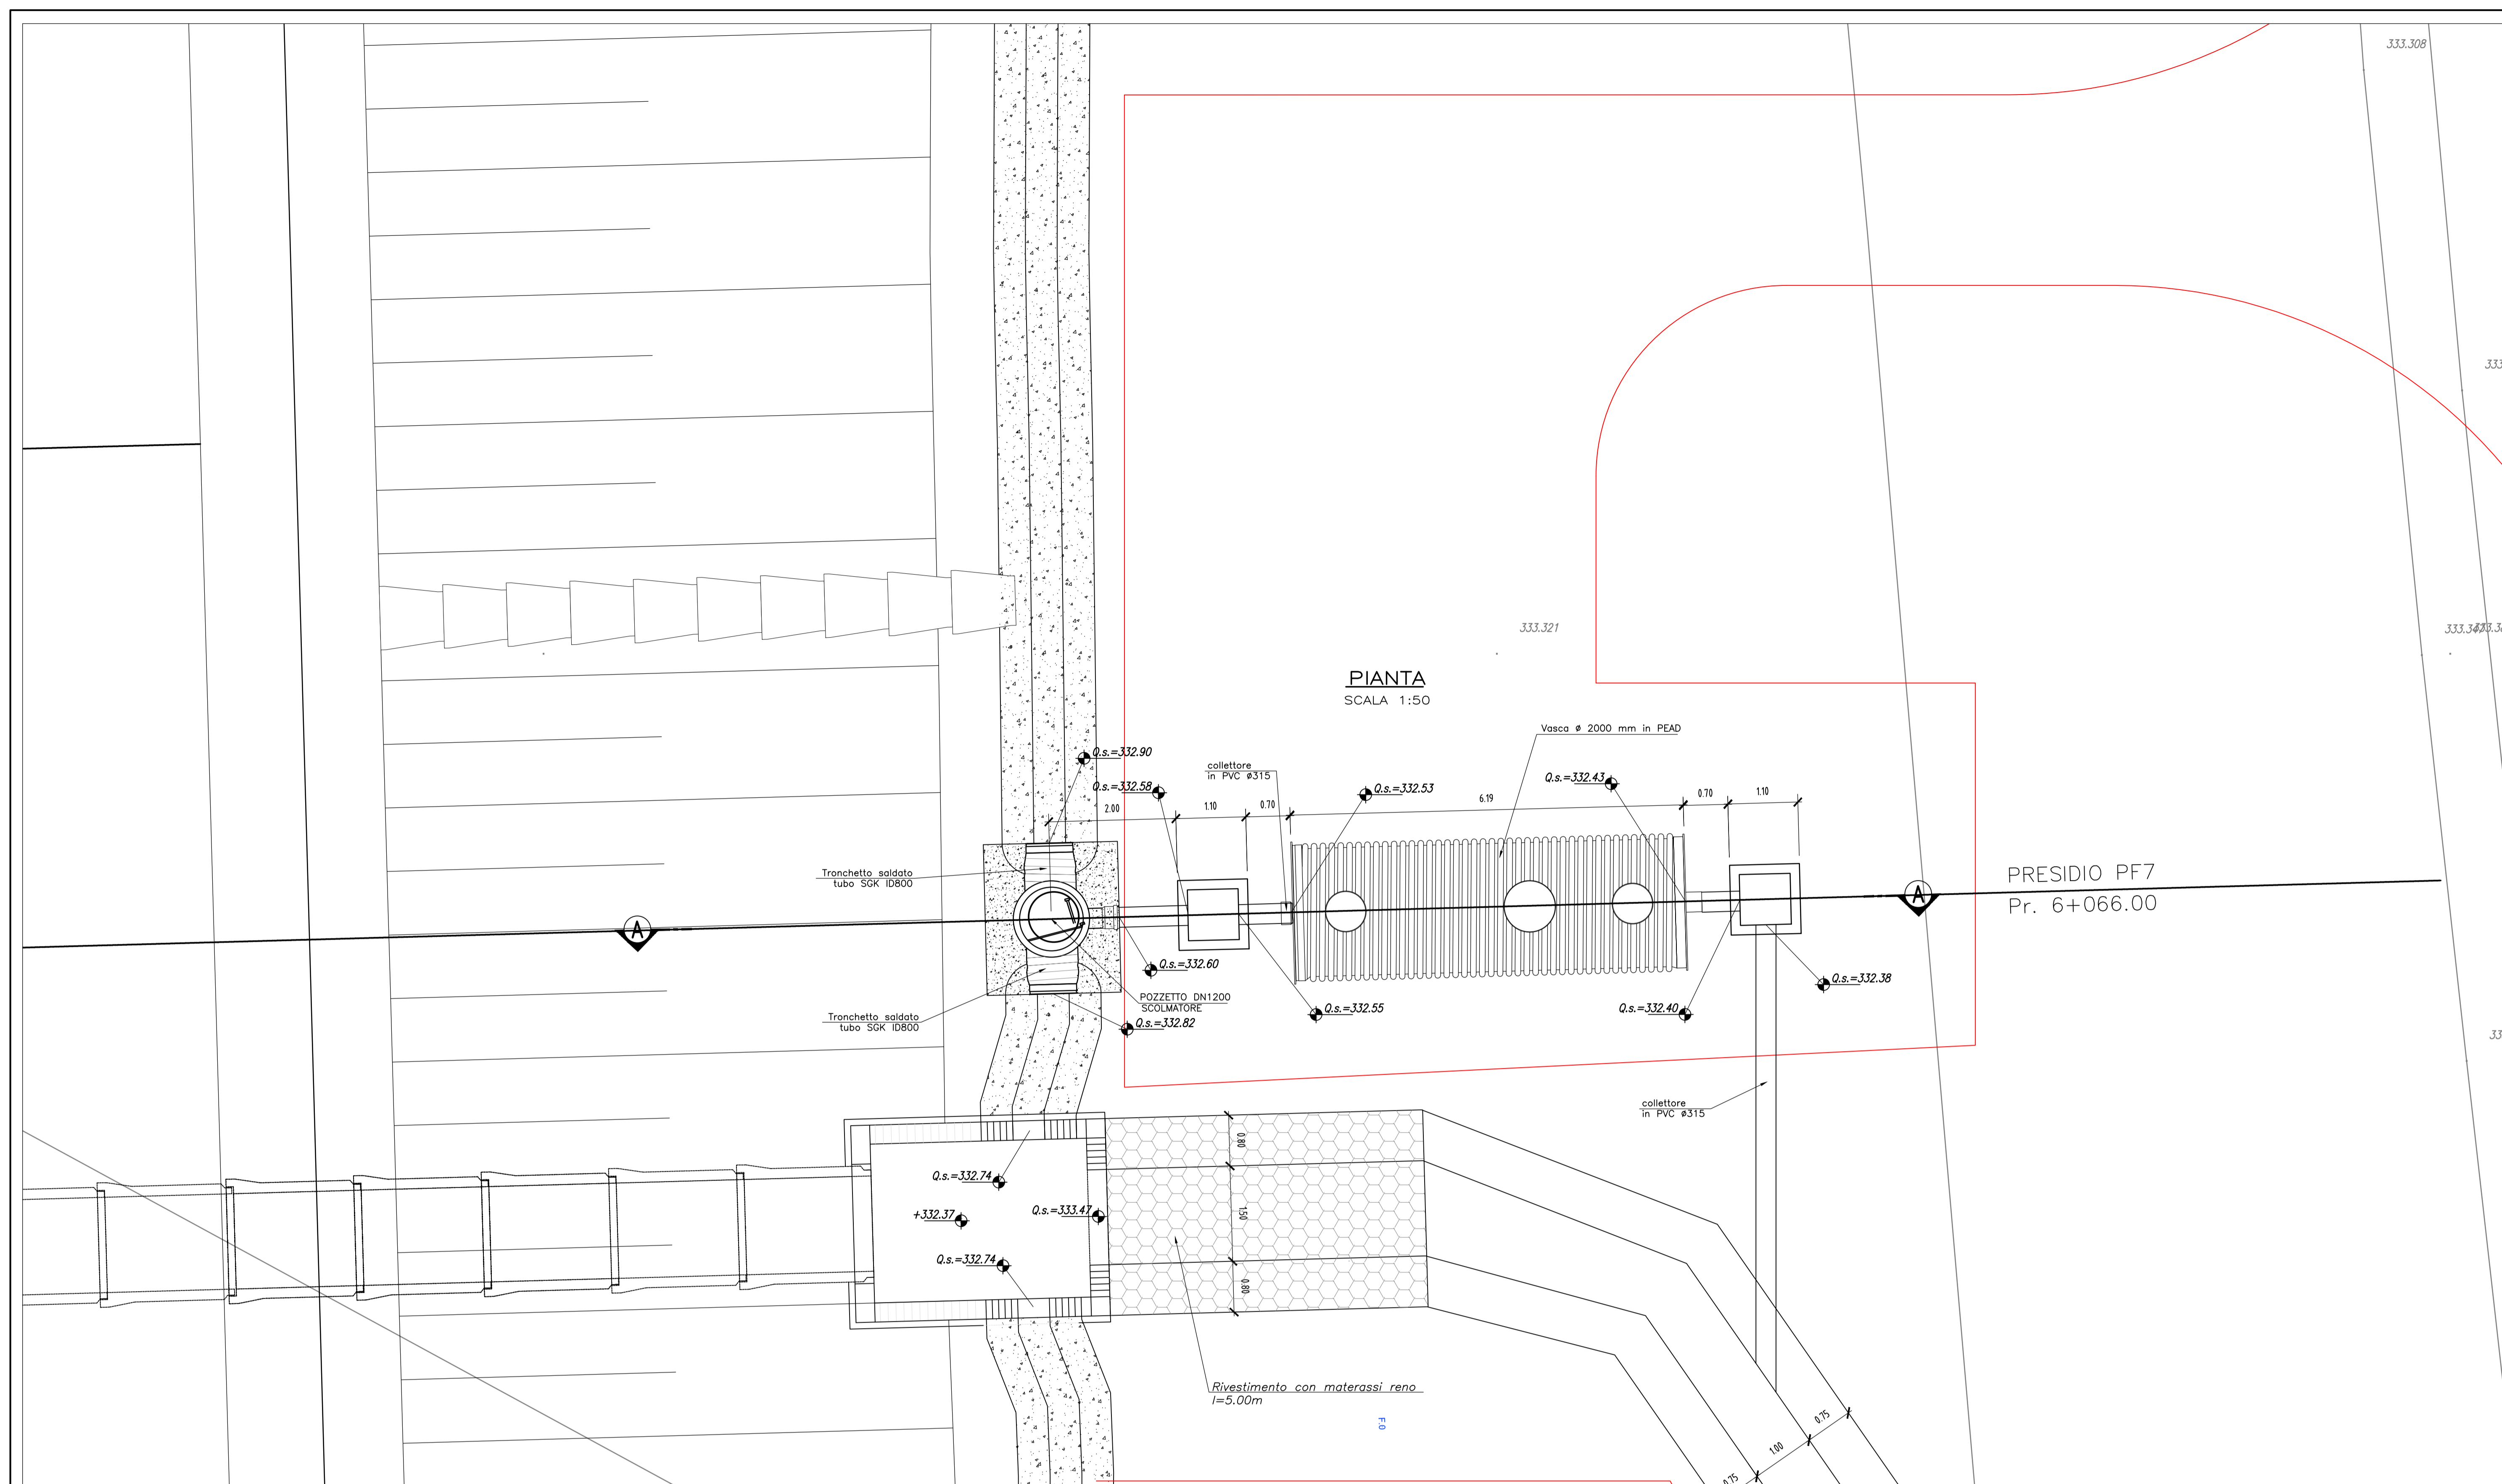 333.308
333.321
PIANTA
SCALA 1:50
Vasca ø 2000 mm in PEAD
Q.s.=332.90
collettore
in PVC ø315
Q.s.=332.58
Q.s.=332.53
Q.s.=332.43
2.00
1.10
0.70
6.19
0.70
1.10
Tronchetto saldato
tubo SGK ID800
PRESIDIO PF7
Pr. 6+066.00
A
A
Q.s.=332.60
Q.s.=332.38
POZZETTO DN1200
SCOLMATORE
Q.s.=332.55
Q.s.=332.40
Tronchetto saldato
tubo SGK ID800
Q.s.=332.82
collettore
in PVC ø315
0.80
Q.s.=332.74
+332.37
Q.s.=333.47
1.50
Q.s.=332.74
0.80
Rivestimento con materassi reno
l=5.00m
F.0
0.75
1.00
0.75